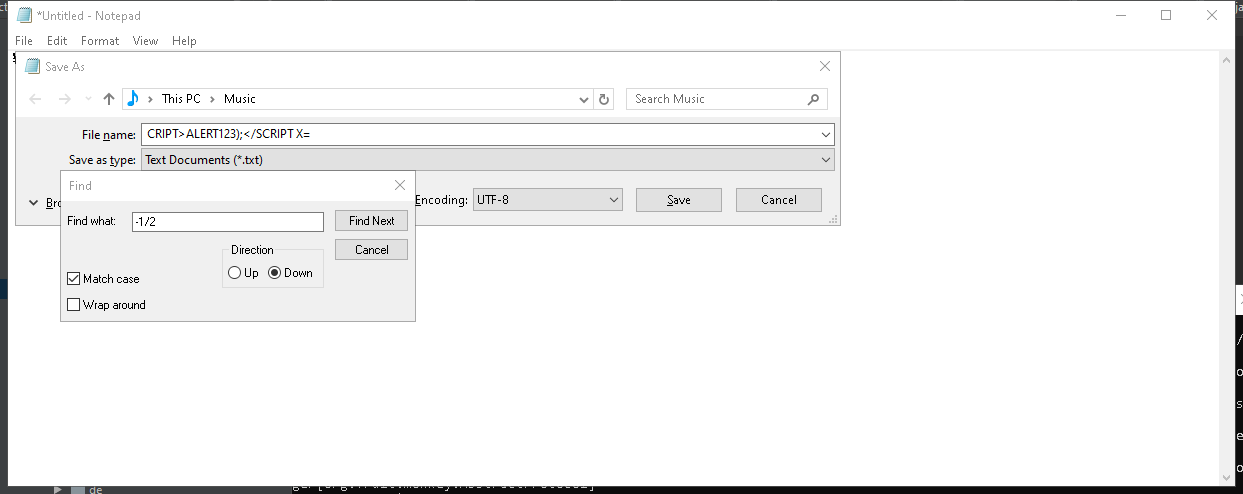 *Untitled - Notepad
File Edit Format View Help
Save As
This PC > Music
Search Music
File name: CRIPT>ALERT123);</SCRIPT X=
Save as type: Text Documents (*.txt)
Encoding: UTF-8 Save Cancel
Find
Find what: -1/2 Find Next
Direction Cancel
Up Down
Match case
Wrap around
de